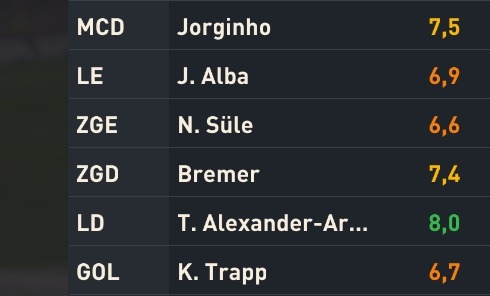 MCD Jorginho 7,5
LE J. Alba 6,9
ZGE N. Süle 6,6
ZGD Bremer 7,4
LD T. Alexander-Ar... 8,0
GOL K. Trapp 6,7